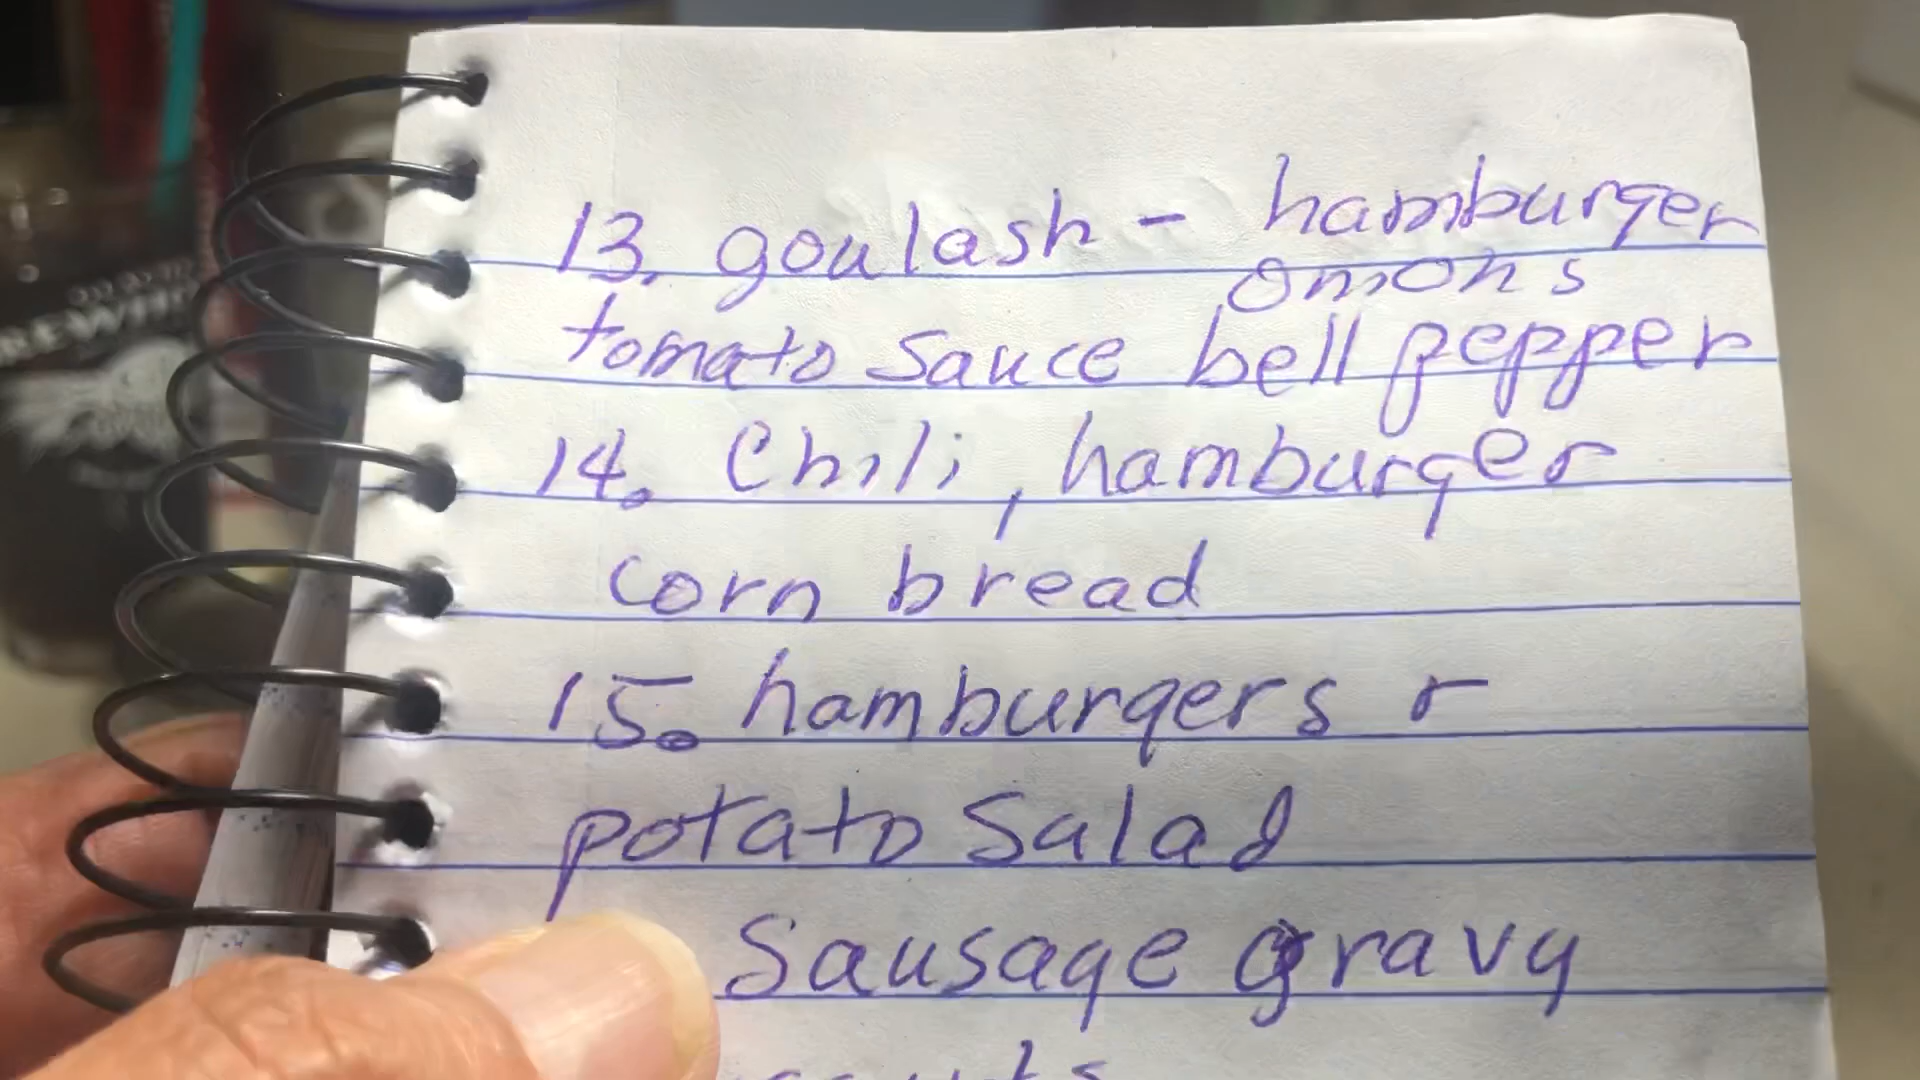 13. goulash - hamburger
onions
tomato sauce bell pepper
14. Chili, hamburger
corn bread
15. hamburgers r
potato Salad
Sausage gravy